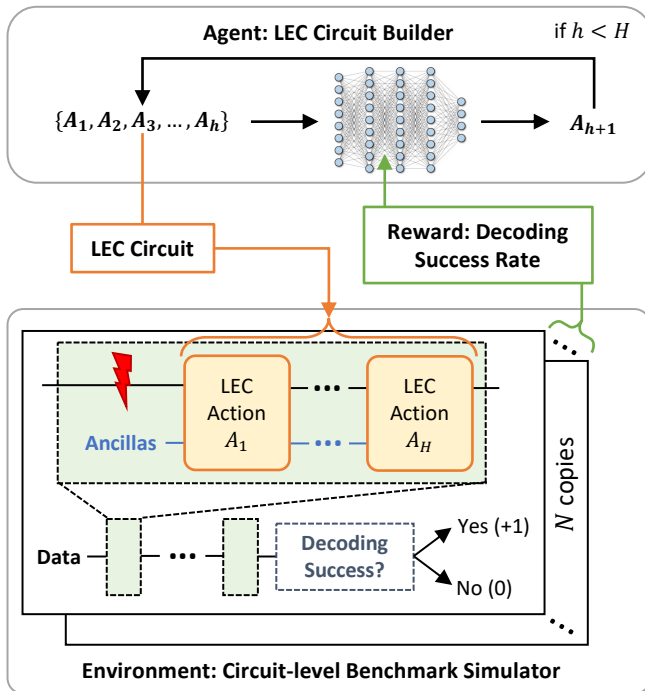 Agent: LEC Circuit Builder
if h < H
{A₁, A₂, A₃, ..., Aₕ}
Aₕ₊₁
LEC Circuit
Reward: Decoding
Success Rate
LEC
Action
A₁
LEC
Action
A_H
Ancillas
N copies
Data
Decoding
Success?
Yes (+1)
No (0)
Environment: Circuit-level Benchmark Simulator